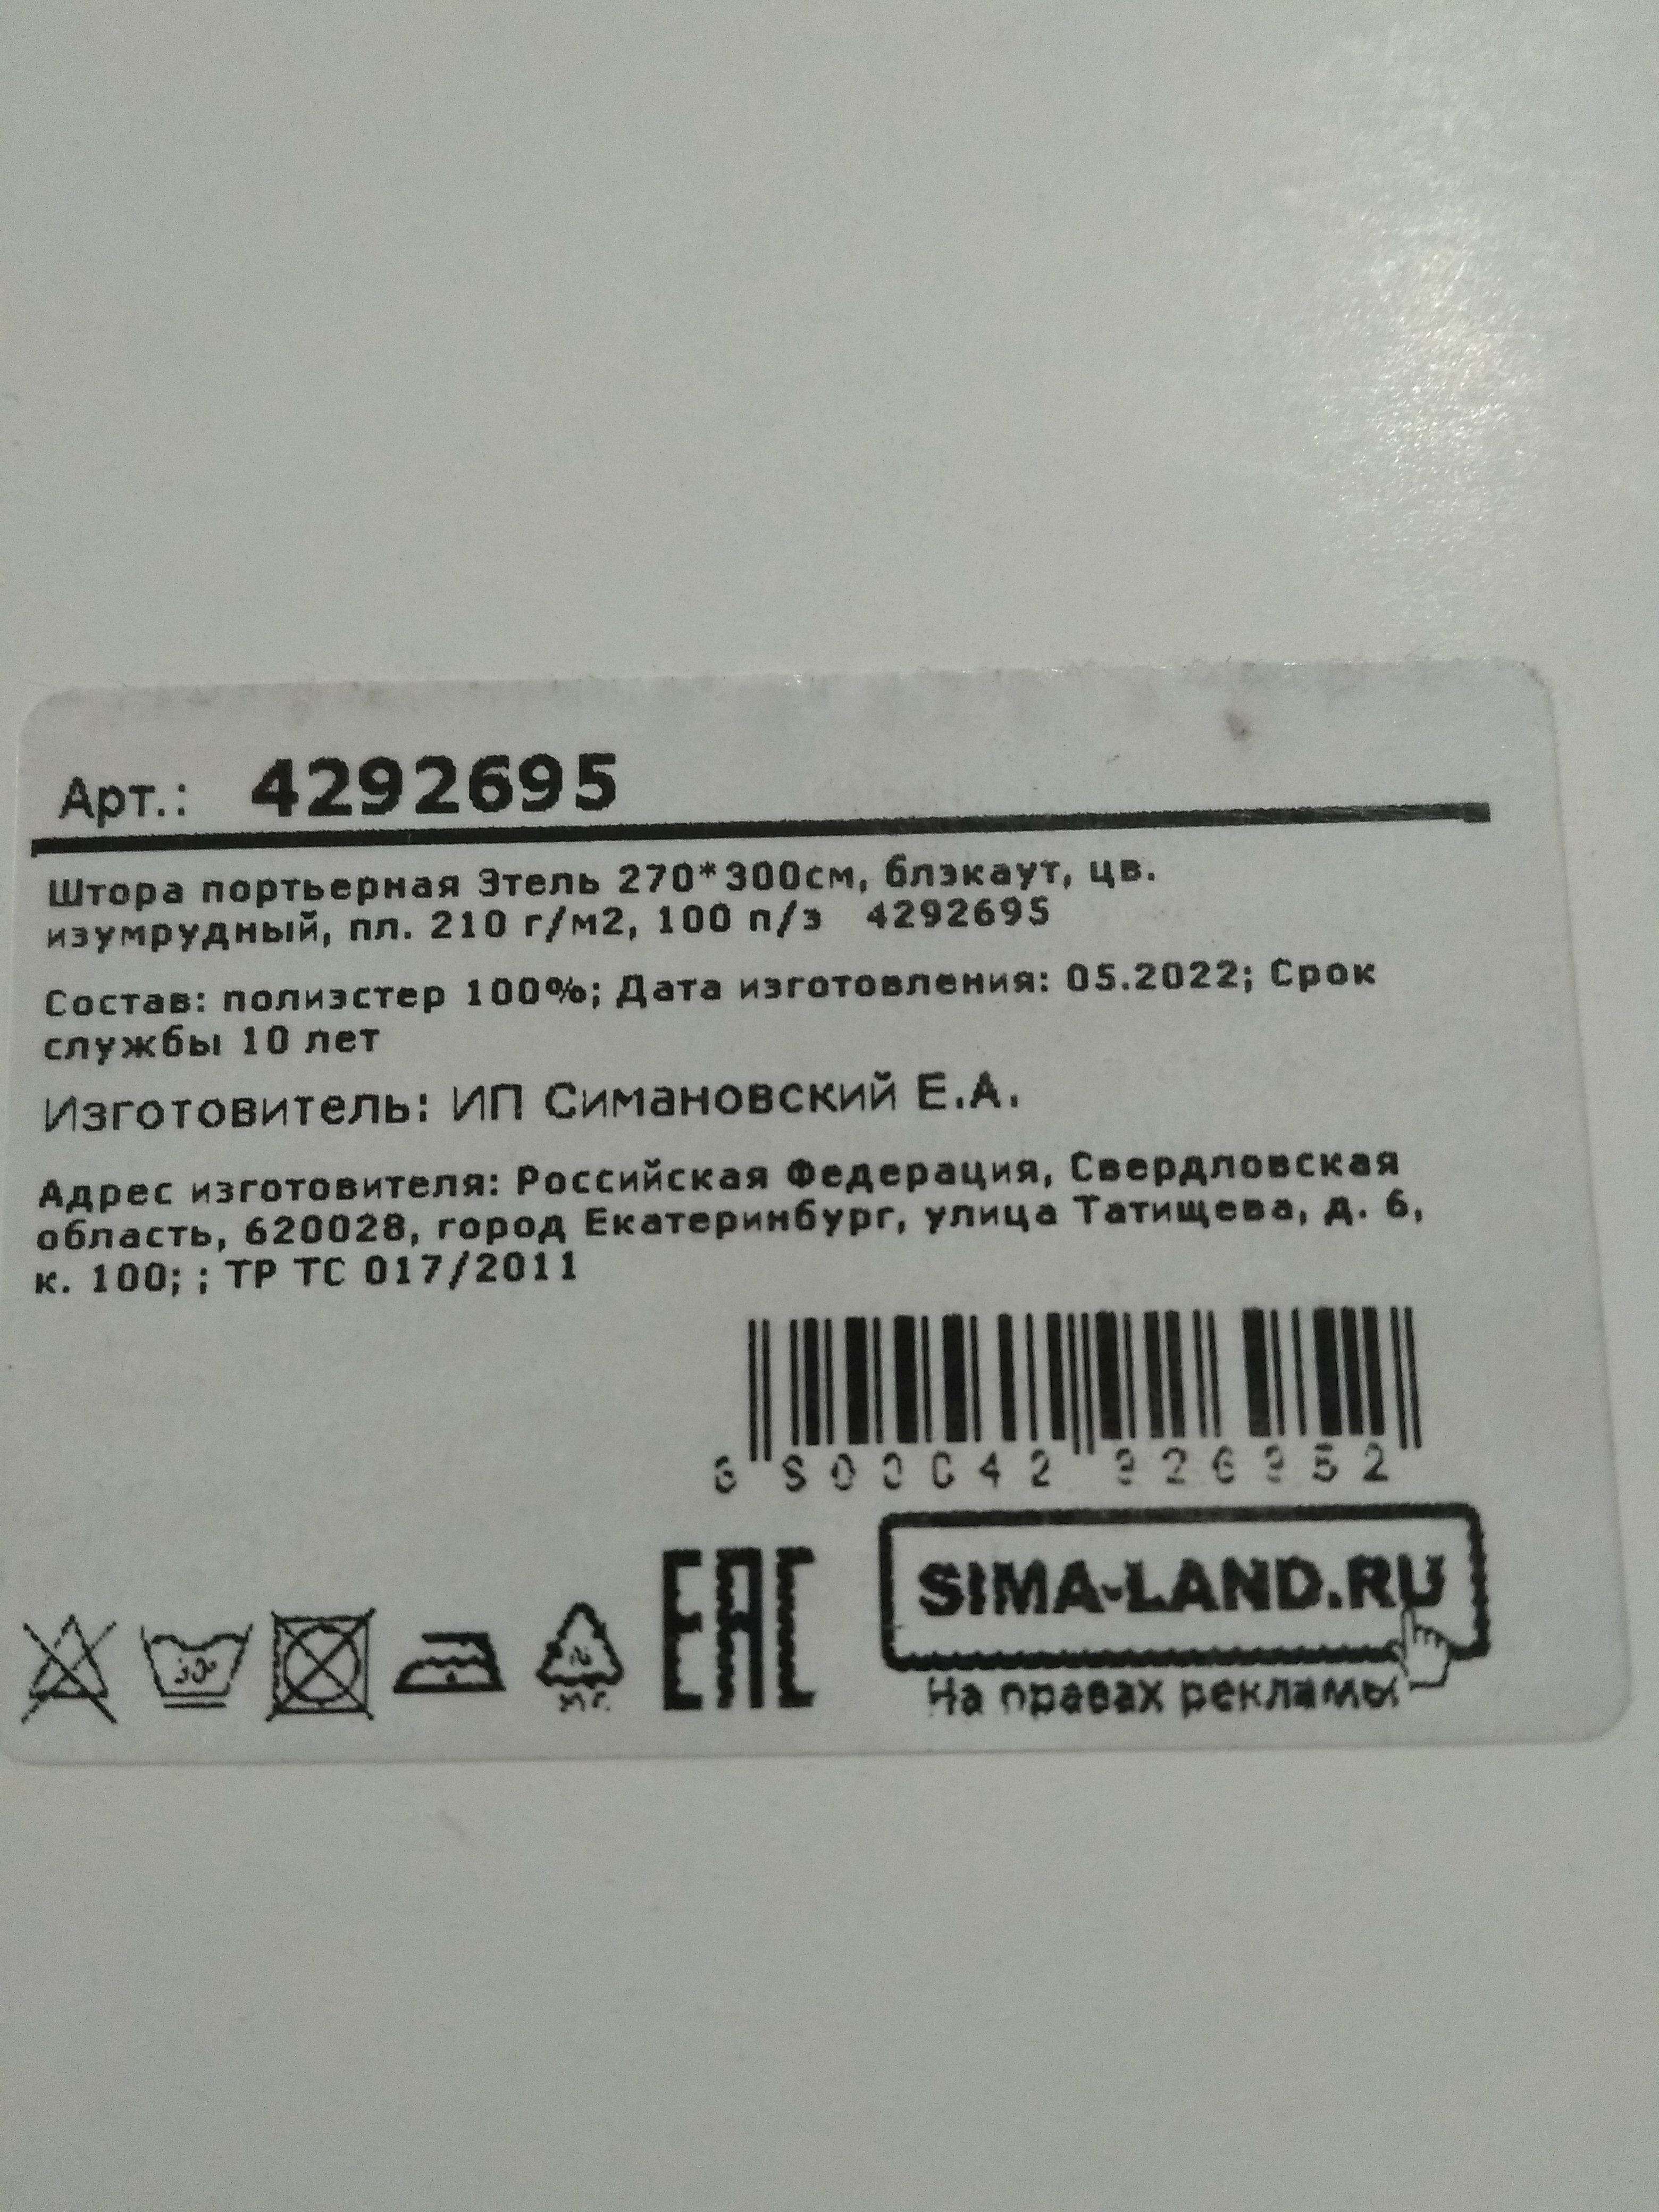 Арт.: 4292695
Штора портьерная Этель 270*300см, блэкаут, цв.
изумрудный, пл. 210 г/м2, 100 п/э 4292695
Состав: полиэстер 100%; Дата изготовления: 05.2022; Срок
службы 10 лет
Изготовитель: ИП Симановский Е.А.
Адрес изготовителя: Российская Федерация, Свердловская
область, 620028, город Екатеринбург, улица Татищева, д. 6,
к. 100; ; ТР ТС 017/2011
EAC
SIMA-LAND.RU
На правах рекламы